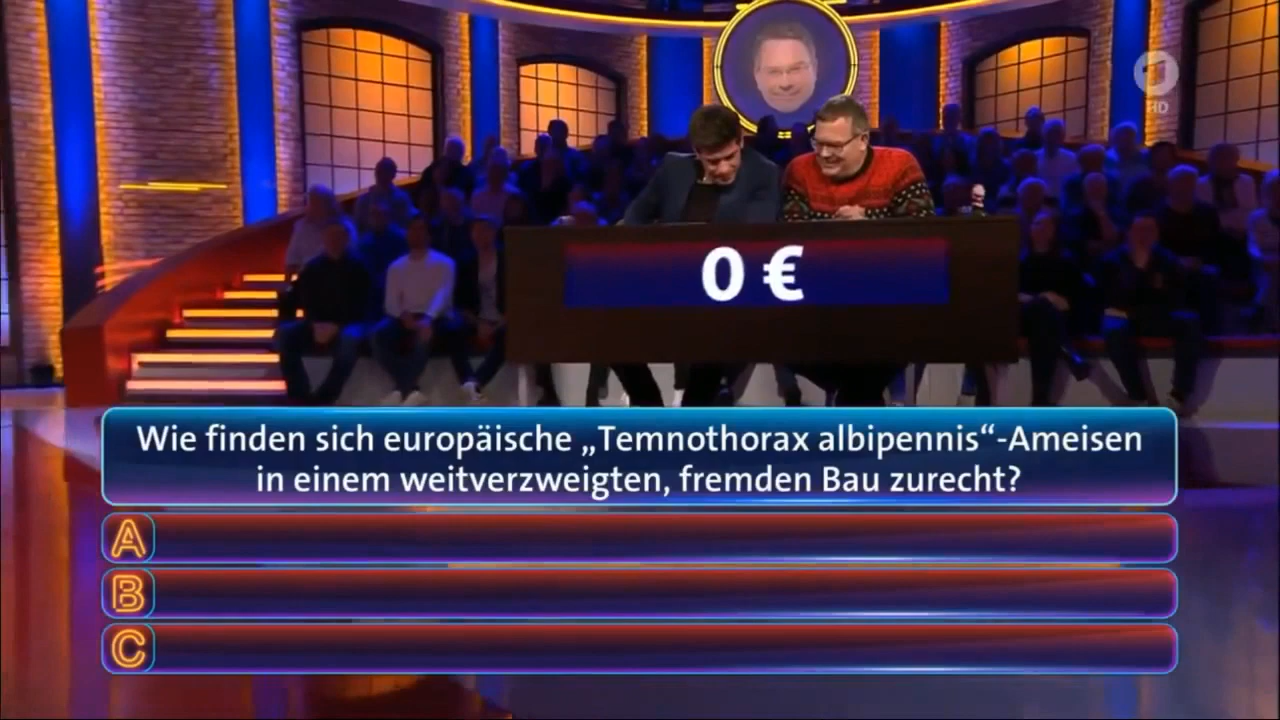 1
HD
0 €
Wie finden sich europäische „Temnothorax albipennis“-Ameisen
in einem weitverzweigten, fremden Bau zurecht?
A
B
C